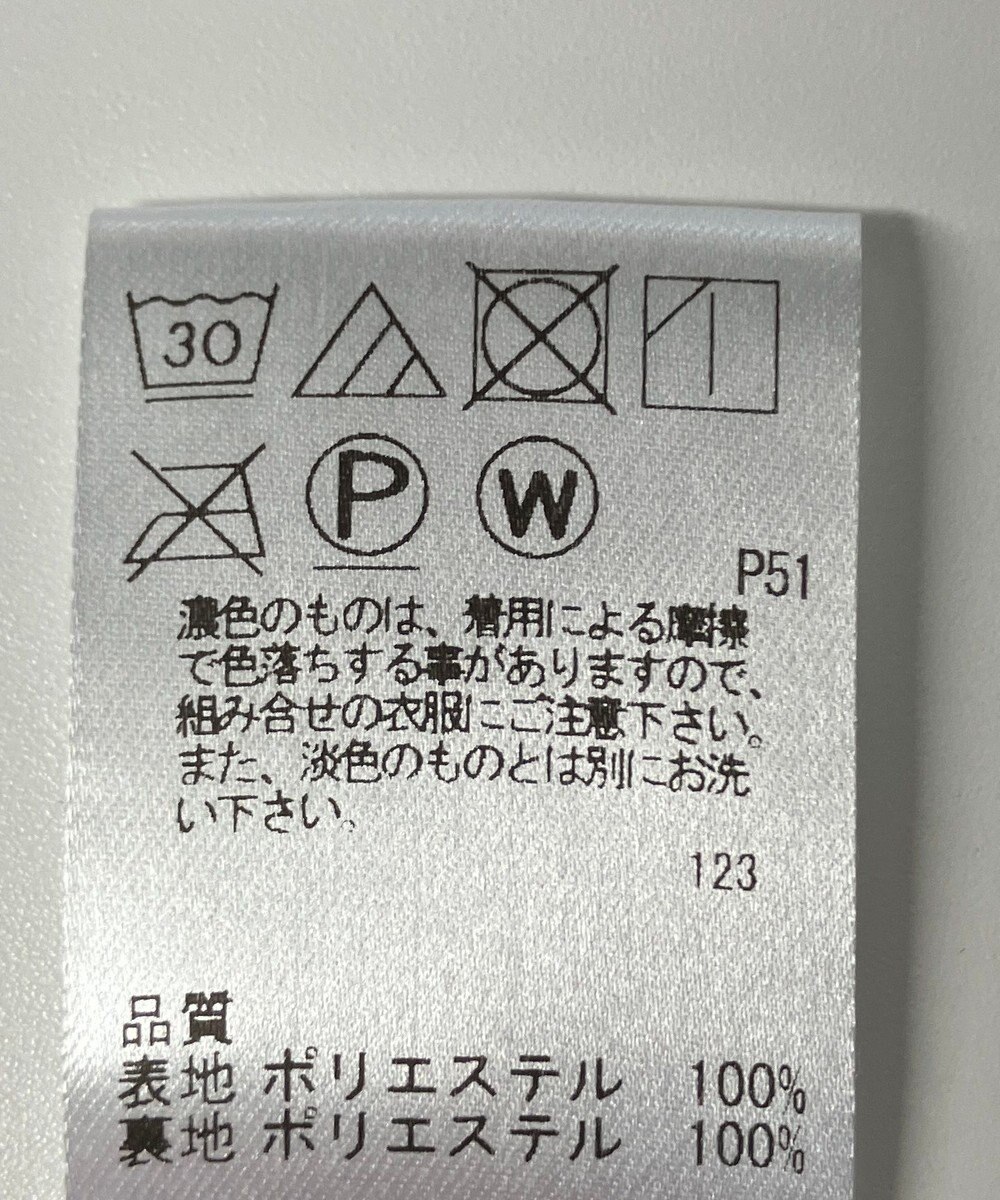 30
P W
P51
濃色のものは、着用による摩擦
で色落ちする事がありますので、
組み合せの衣服にご注意下さい。
また、淡色のものとは別にお洗
い下さい。
123
品質
表地 ポリエステル 100%
裏地 ポリエステル 100%